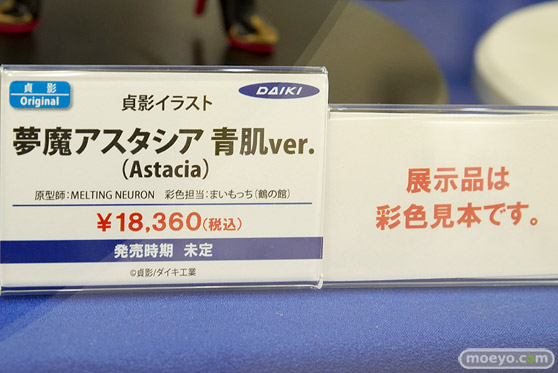 貞影
Original
DAIKI
貞影イラスト
夢魔アスタシア 青肌ver.
(Astacia)
原型師:MELTING NEURON 彩色担当:まいもっち(鶴の館)
¥18,360(税込)
発売時期 未定
©貞影/ダイキ工業
展示品は
彩色見本です。
moeyo.com